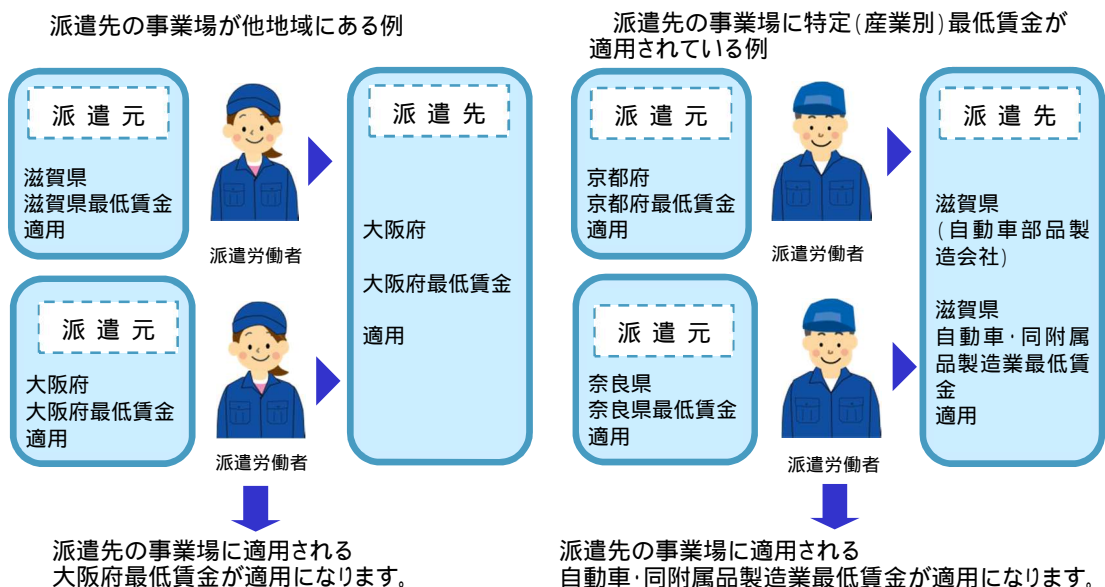 派遣先の事業場が他地域にある例
派遣元
滋賀県
滋賀県最低賃金
適用
派遣労働者
派遣元
大阪府
大阪府最低賃金
適用
派遣労働者
派遣先
大阪府
大阪府最低賃金
適用
派遣先の事業場に適用される
大阪府最低賃金が適用になります。
派遣先の事業場に特定(産業別)最低賃金が
適用されている例
派遣元
京都府
京都府最低賃金
適用
派遣労働者
派遣元
奈良県
奈良県最低賃金
適用
派遣労働者
派遣先
滋賀県
(自動車部品製
造会社)
滋賀県
自動車・同附属
品製造業最低賃
金
適用
派遣先の事業場に適用される
自動車・同附属品製造業最低賃金が適用になります。